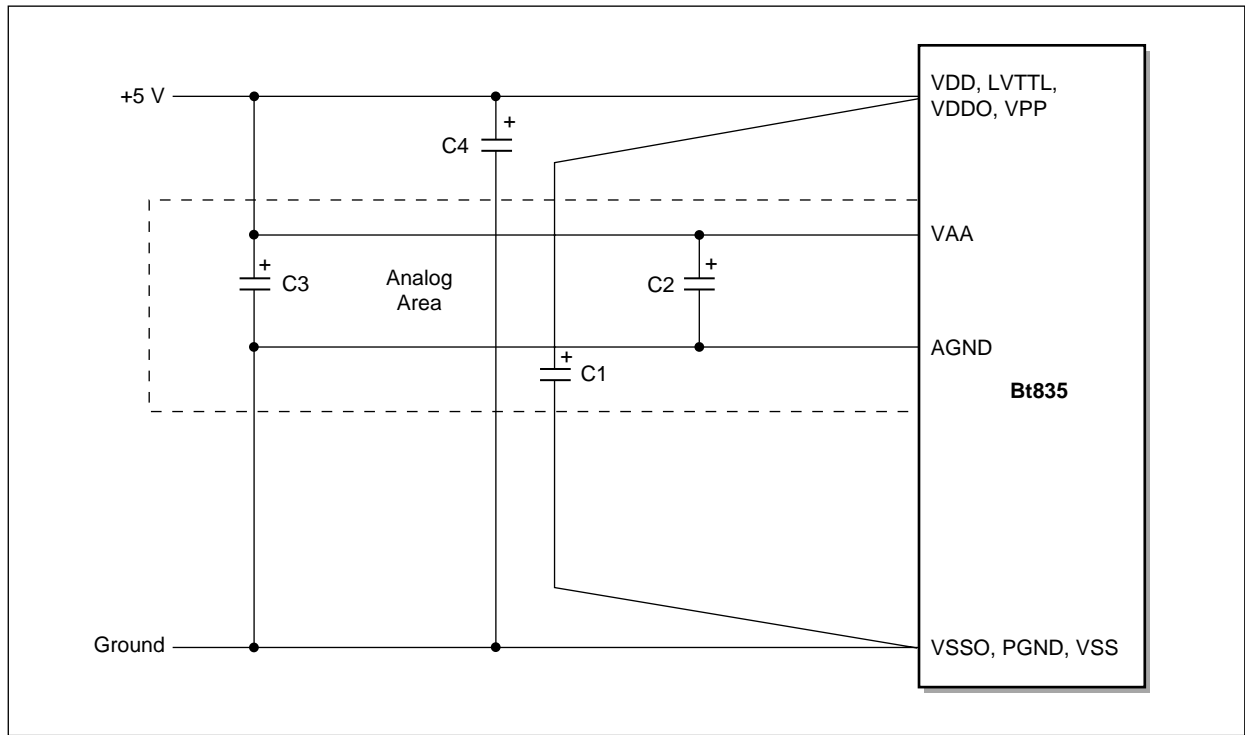 +5 V
VDD, LVTTL,
VDDO, VPP
+
C4
VAA
+
C3
Analog
Area
+
C2
AGND
+
C1
Bt835
Ground
VSSO, PGND, VSS